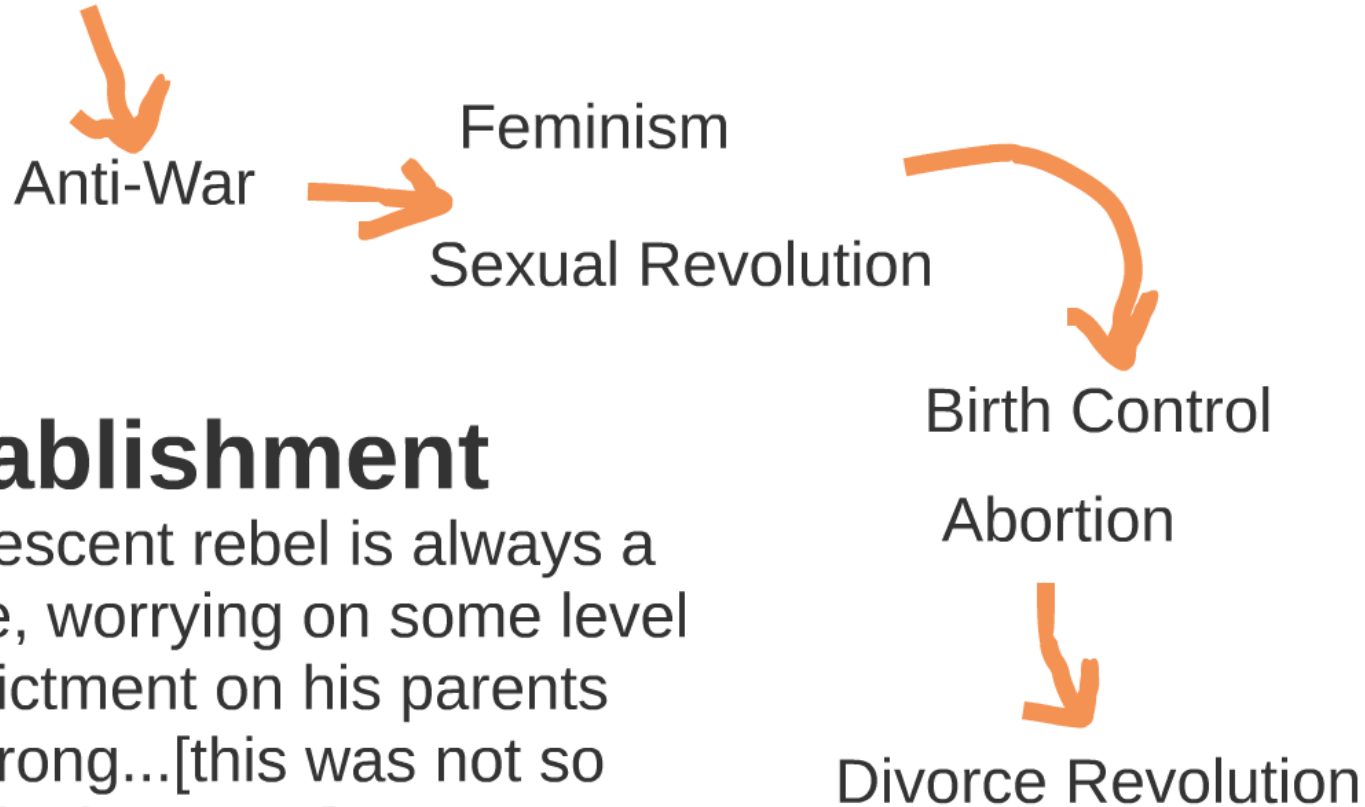 Feminism
Anti-War
Sexual Revolution
Birth Control
ablishment
Abortion
escent rebel is always a
e, worrying on some level
ictment on his parents
rong...[this was not so
Divorce Revolution